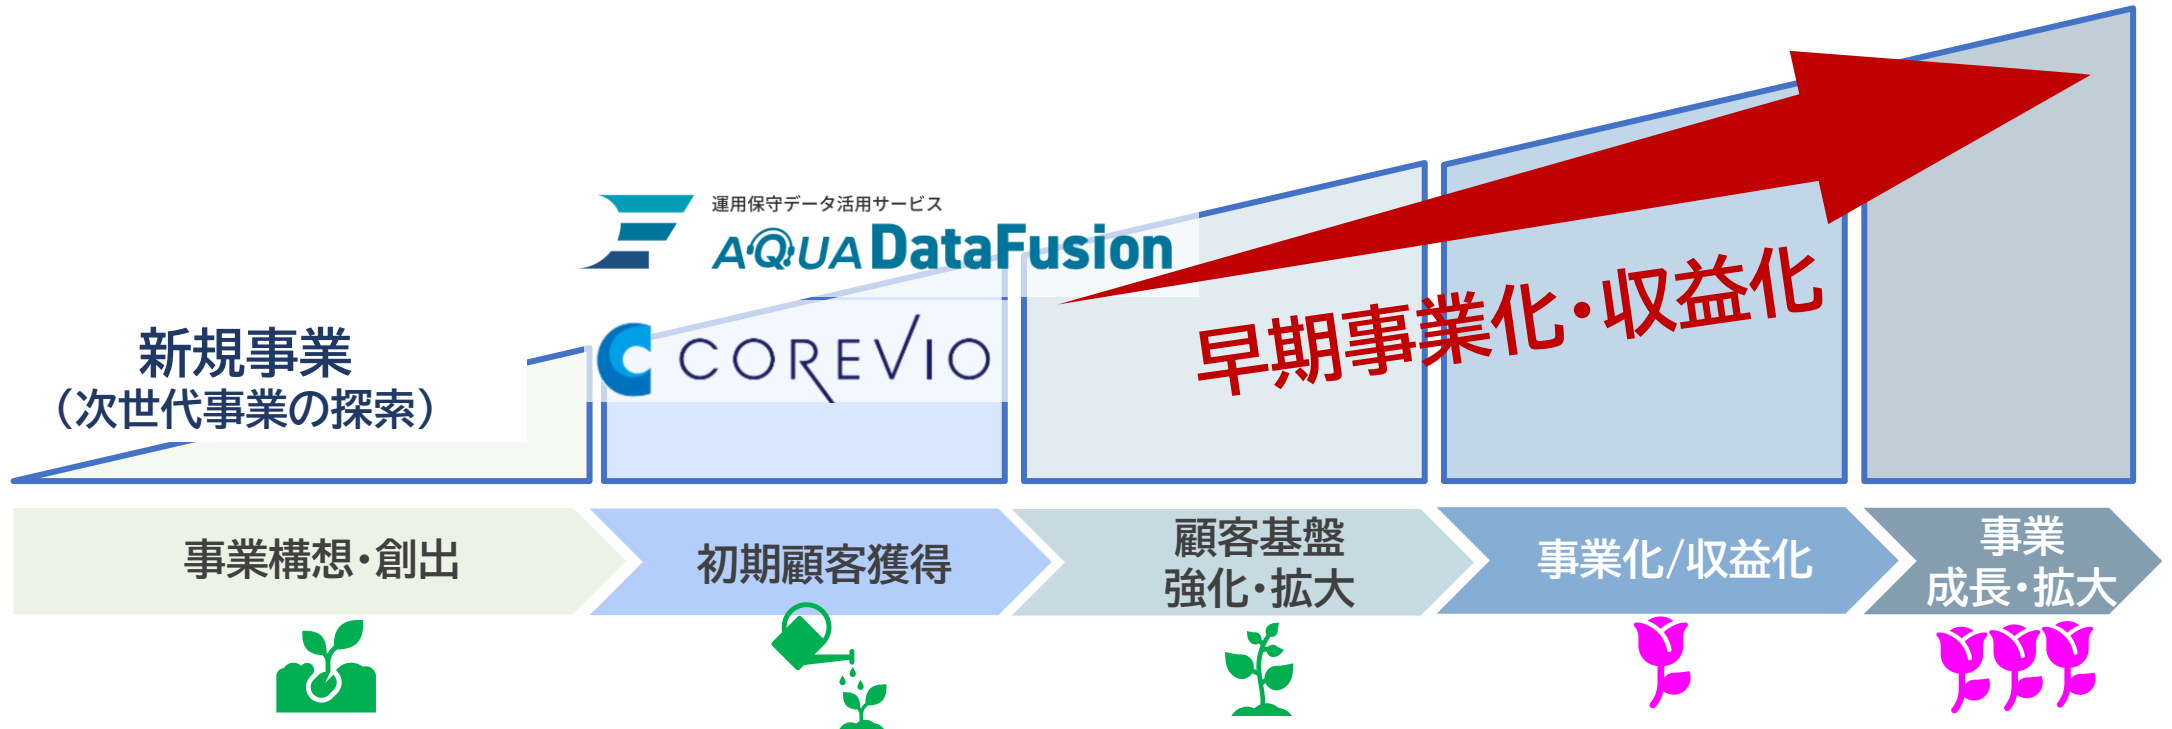 運用保守データ活用サービス
AQUA DataFusion
COREVIO
新規事業
（次世代事業の探索）
早期事業化・収益化
事業構想・創出
初期顧客獲得
顧客基盤
強化・拡大
事業化/収益化
事業
成長・拡大